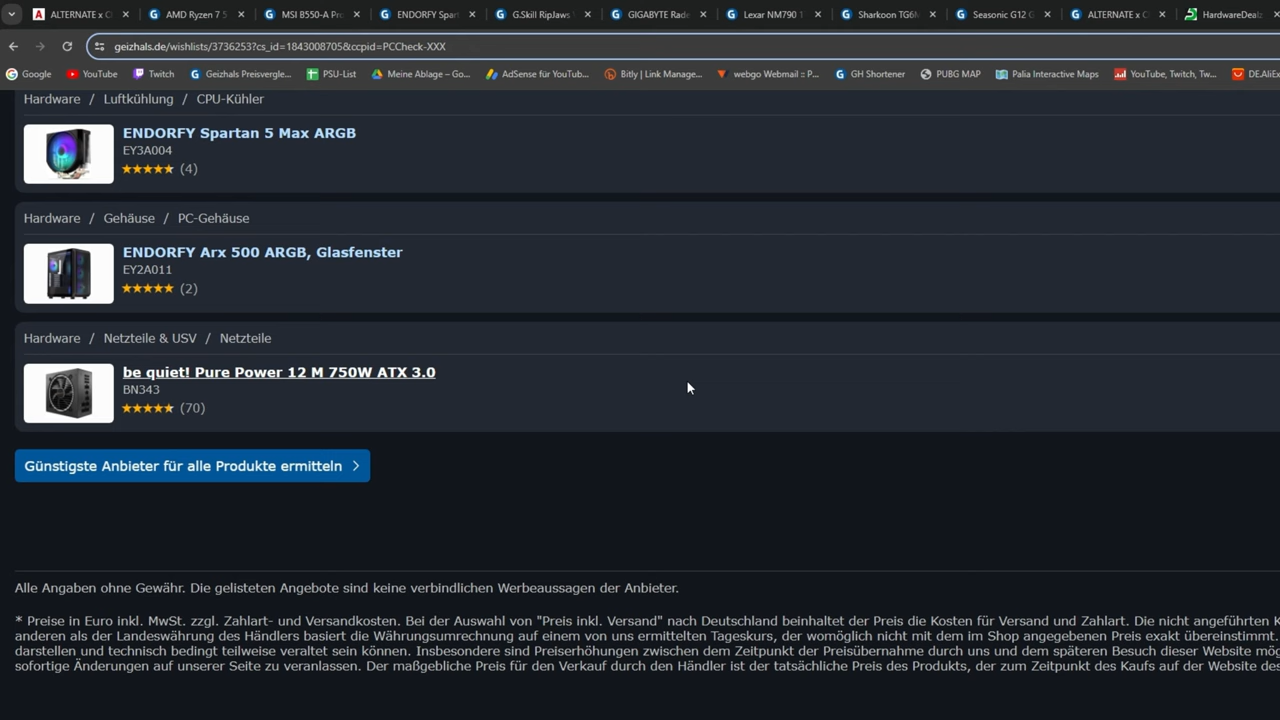 ALTERNATE x C
AMD Ryzen 7 5
MSI B550-A Pro
ENDORFY Spart
G.Skill RipJaws
GIGABYTE Rade
Lexar NM790 1
Sharkoon TG6M
Seasonic G12 G
ALTERNATE x C
HardwareDealz
geizhals.de/wishlists/3736253?cs_id=1843008705&ccpid=PCCheck-XXX
Google
YouTube
Twitch
Geizhals Preisvergle...
PSU-List
Meine Ablage – Go...
AdSense für YouTub...
Bitly | Link Manage...
webgo Webmail :: P...
GH Shortener
PUBG MAP
Palia Interactive Maps
YouTube, Twitch, Tw...
DE.AliEx
Hardware / Luftkühlung / CPU-Kühler
ENDORFY Spartan 5 Max ARGB
EY3A004
(4)
Hardware / Gehäuse / PC-Gehäuse
ENDORFY Arx 500 ARGB, Glasfenster
EY2A011
(2)
Hardware / Netzteile & USV / Netzteile
be quiet! Pure Power 12 M 750W ATX 3.0
BN343
(70)
Günstigste Anbieter für alle Produkte ermitteln
Alle Angaben ohne Gewähr. Die gelisteten Angebote sind keine verbindlichen Werbeaussagen der Anbieter.
* Preise in Euro inkl. MwSt. zzgl. Zahlart- und Versandkosten. Bei der Auswahl von "Preis inkl. Versand" nach Deutschland beinhaltet der Preis die Kosten für Versand und Zahlart. Die nicht angeführten K
anderen als der Landeswährung des Händlers basiert die Währungsumrechnung auf einem von uns ermittelten Tageskurs, der womöglich nicht mit dem im Shop angegebenen Preis exakt übereinstimmt.
darstellen und technisch bedingt teilweise veraltet sein können. Insbesondere sind Preiserhöhungen zwischen dem Zeitpunkt der Preisübernahme durch uns und dem späteren Besuch dieser Website mög
sofortige Änderungen auf unserer Seite zu veranlassen. Der maßgebliche Preis für den Verkauf durch den Händler ist der tatsächliche Preis des Produkts, der zum Zeitpunkt des Kaufs auf der Website des